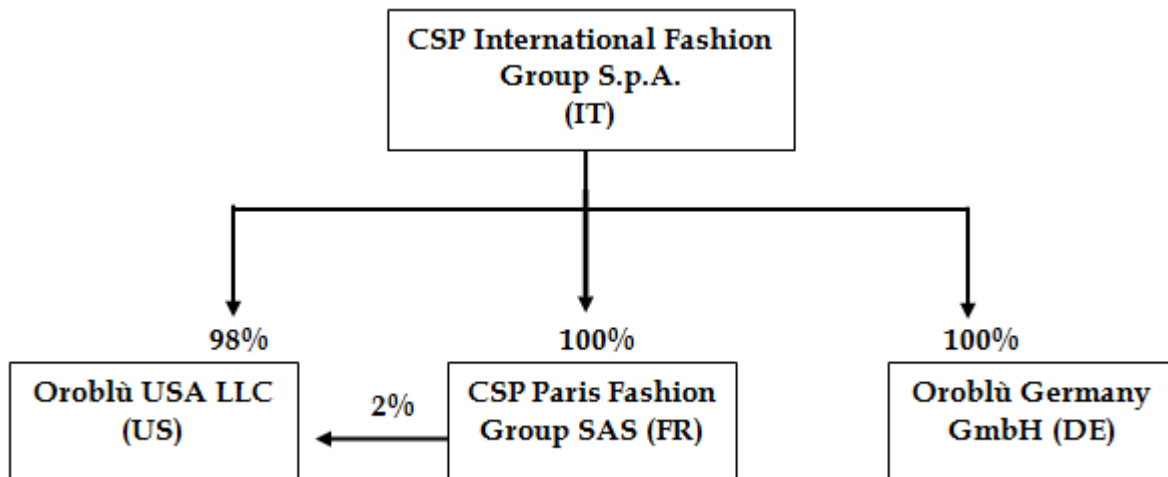 CSP International Fashion
Group S.p.A.
(IT)
98%
100%
100%
Oroblù USA LLC
(US)
2%
CSP Paris Fashion
Group SAS (FR)
Oroblù Germany
GmbH (DE)